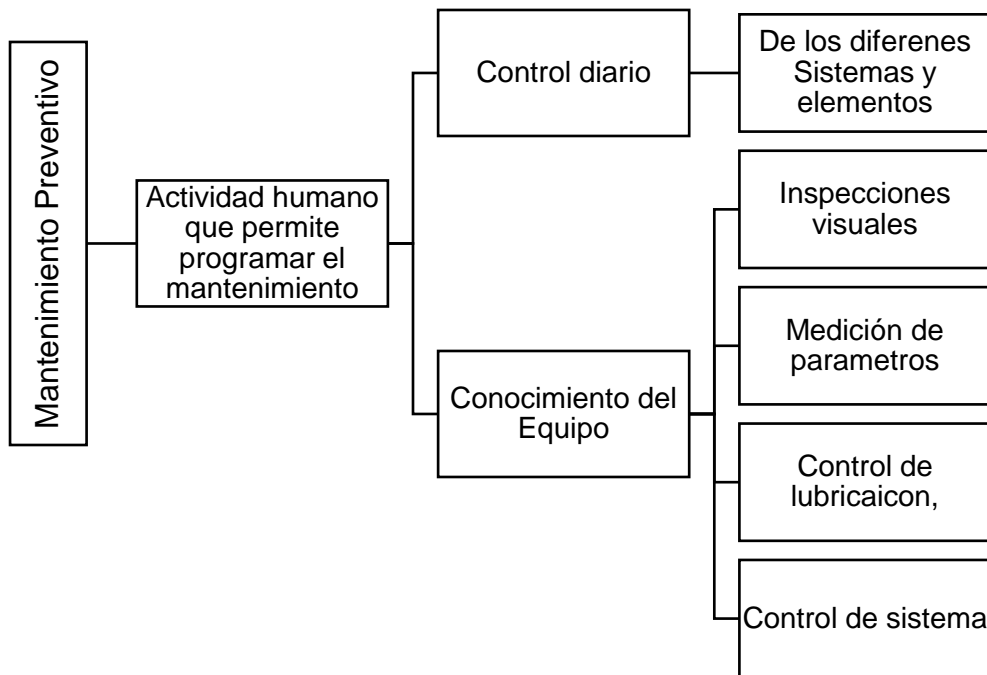 Mantenimiento Preventivo
Actividad humano
que permite
programar el
mantenimiento
Control diario
De los diferenes
Sistemas y
elementos
Conocimiento del
Equipo
Inspecciones
visuales
Medición de
parametros
Control de
lubricaicon,
Control de sistema